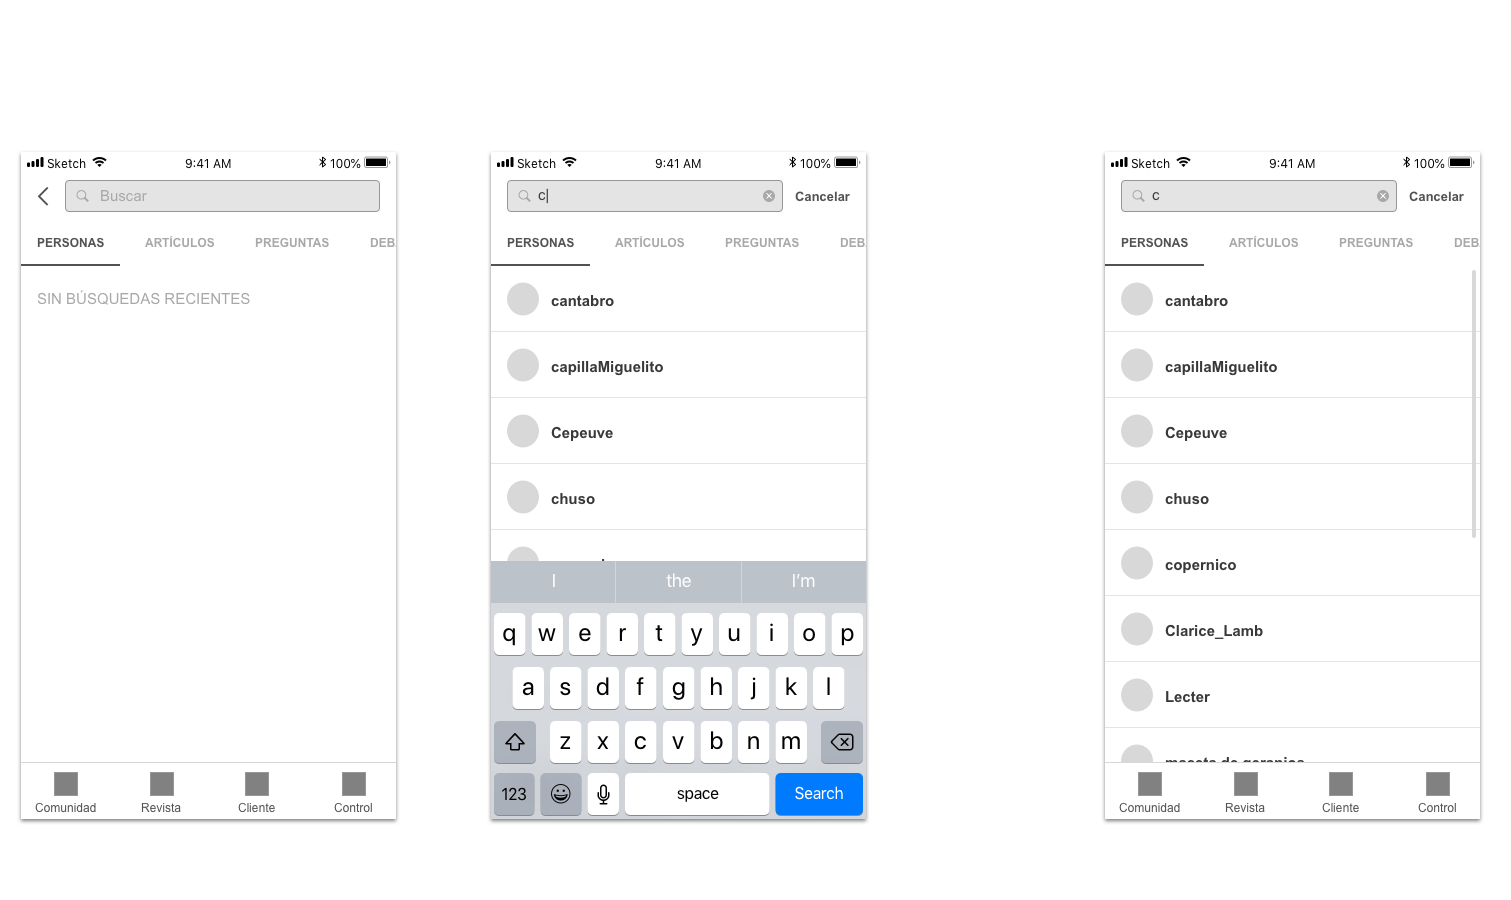 Sketch 9:41 AM 100%
Buscar
PERSONAS ARTÍCULOS PREGUNTAS DEB
SIN BÚSQUEDAS RECIENTES
Comunidad Revista Cliente Control
Sketch 9:41 AM 100%
c Cancelar
PERSONAS ARTÍCULOS PREGUNTAS DEB
cantabro
capillaMiguelito
Cepeuve
chuso
I the I'm
q w e r t y u i o p
a s d f g h j k l
z x c v b n m
123 space Search
Sketch 9:41 AM 100%
c Cancelar
PERSONAS ARTÍCULOS PREGUNTAS DEB
cantabro
capillaMiguelito
Cepeuve
chuso
copernico
Clarice_Lamb
Lecter
Comunidad Revista Cliente Control